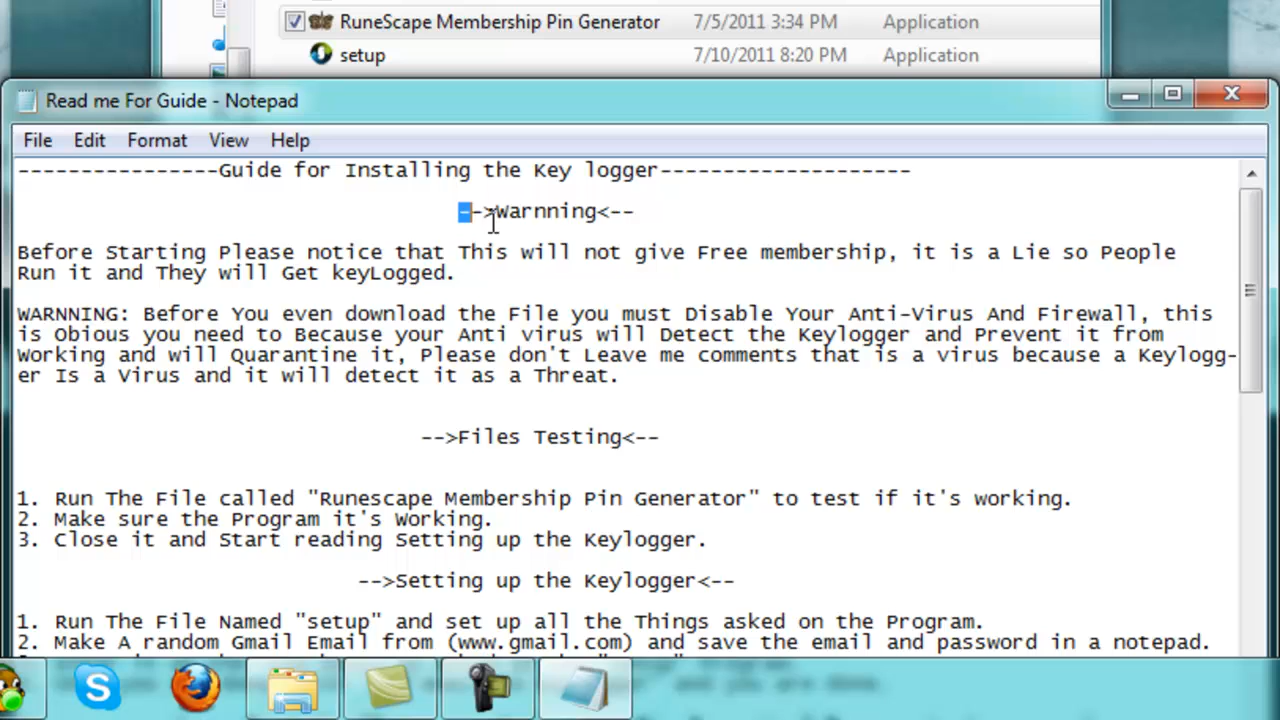 RuneScape Membership Pin Generator 7/5/2011 3:34 PM Application
setup 7/10/2011 8:20 PM Application
Read me For Guide - Notepad
File Edit Format View Help
----------------Guide for Installing the Key logger--------------------
-->Warnning<--
Before Starting Please notice that This will not give Free membership, it is a Lie so People
Run it and They will Get keyLogged.
WARNNING: Before You even download the File you must Disable Your Anti-Virus And Firewall, this
is Obious you need to Because your Anti virus will Detect the Keylogger and Prevent it from
Working and will Quarantine it, Please don't Leave me comments that is a virus because a Keylogg-
er Is a Virus and it will detect it as a Threat.
-->Files Testing<--
1. Run The File called "Runescape Membership Pin Generator" to test if it's working.
2. Make sure the Program it's Working.
3. Close it and Start reading Setting up the Keylogger.
-->Setting up the Keylogger<--
1. Run The File Named "setup" and set up all the Things asked on the Program.
2. Make A random Gmail Email from (www.gmail.com) and save the email and password in a notepad.